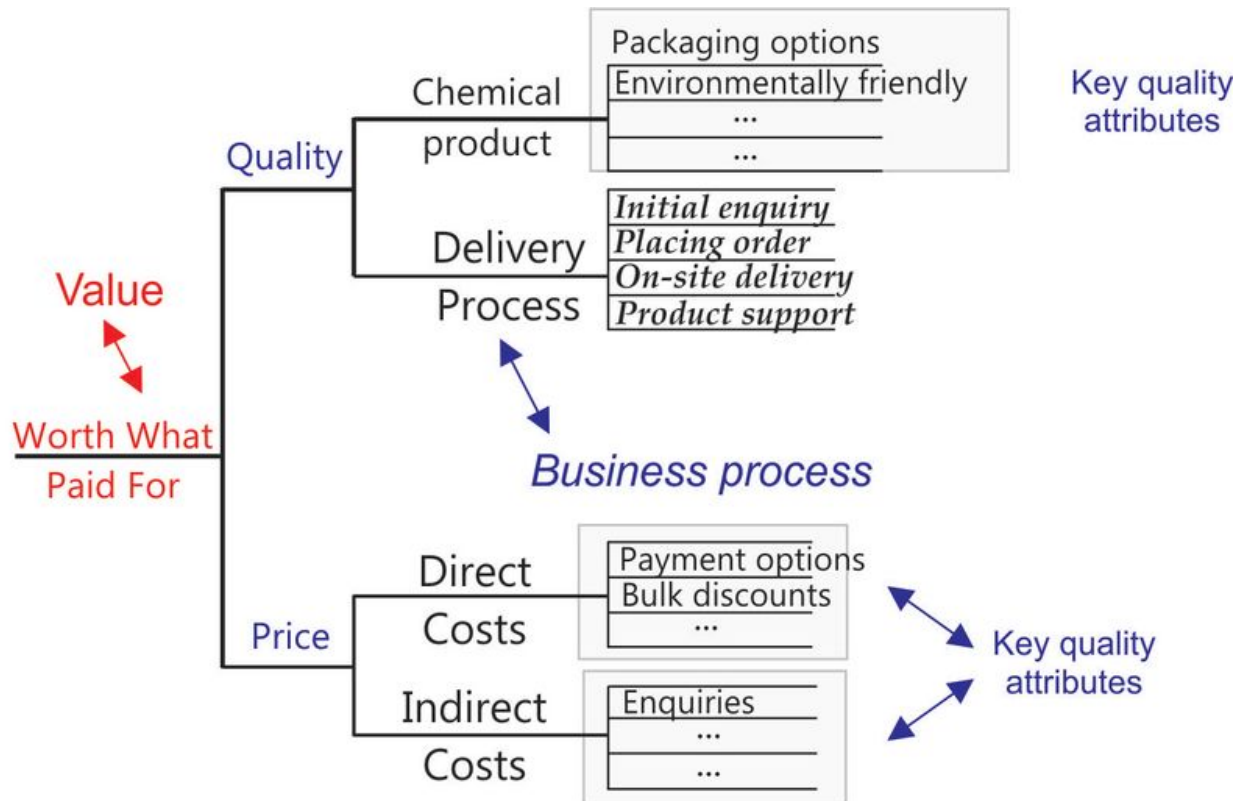 Packaging options
Environmentally friendly
...
...
Key quality
attributes
Chemical
product
Quality
Initial enquiry
Placing order
On-site delivery
Product support
Delivery
Process
Value
Worth What
Paid For
Business process
Payment options
Bulk discounts
...
Direct
Costs
Price
Key quality
attributes
Indirect
Costs
Enquiries
...
...